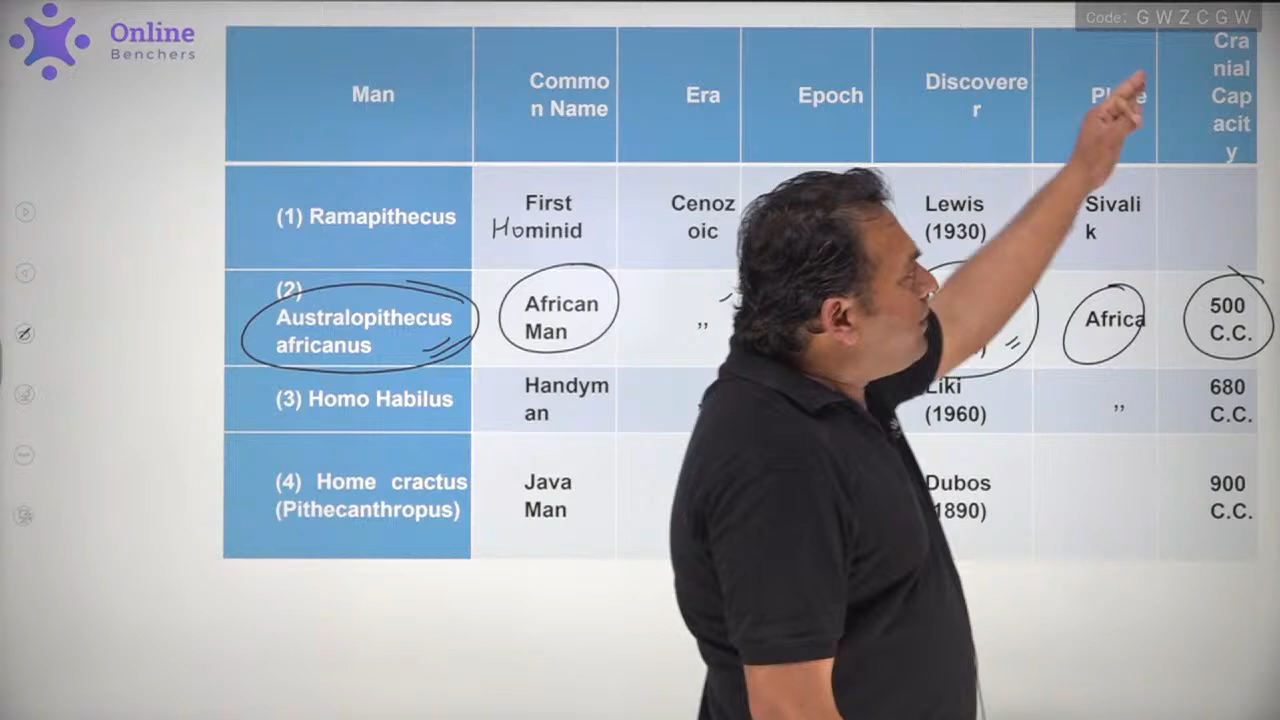 Online
Benchers
Code: G W Z C G W
Man
Commo
n Name
Era
Epoch
Discovere
r
Cra
nial
Cap
acit
y
(1) Ramapithecus
First
Hominid
Cenoz
oic
Lewis
(1930)
Sivali
k
(2)
Australopithecus
africanus
African
Man
”
Africa
500
C.C.
(3) Homo Habilus
Handym
an
Liki
(1960)
”
680
C.C.
(4) Home cractus
(Pithecanthropus)
Java
Man
Dubos
(1890)
900
C.C.